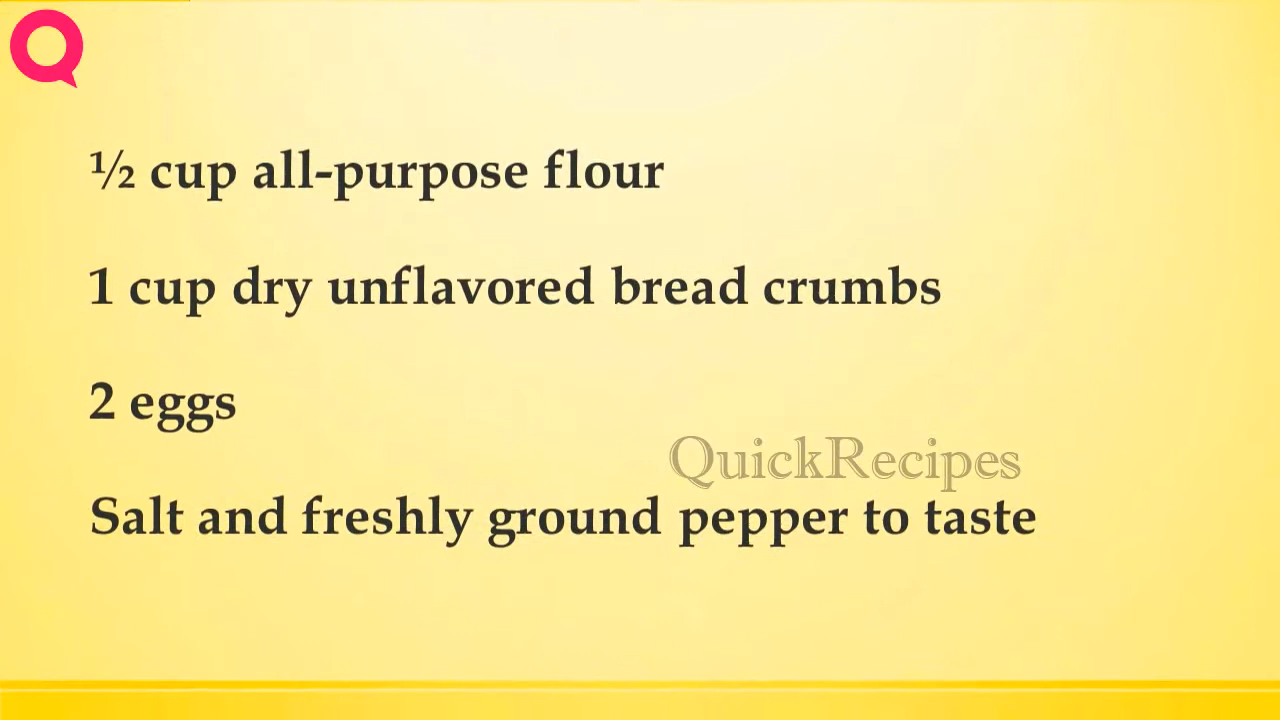 ½ cup all-purpose flour
1 cup dry unflavored bread crumbs
2 eggs
QuickRecipes
Salt and freshly ground pepper to taste